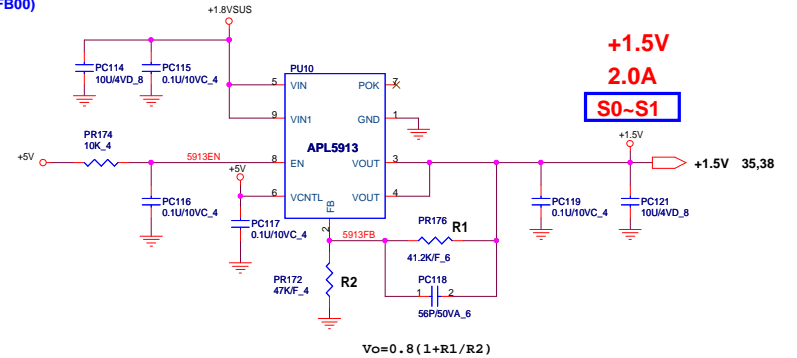 FB00)
+1.8VSUS
+1.5V
2.0A
S0~S1
PC114
10U/4VD_8
PC115
0.1U/10VC_4
PU10
5 VIN POK 7
9 VIN1 GND 1
APL5913
PR174
10K_4
+5V
5913EN
8 EN VOUT 3
+5V
6 VCNTL VOUT 4
FB
2
PC116
0.1U/10VC_4
PC117
0.1U/10VC_4
5913FB
PR176 R1
41.2K/F_6
PC118
1 2
56P/50VA_6
PR172
47K/F_4
R2
PC119
0.1U/10VC_4
+1.5V
PC121
10U/4VD_8
+1.5V 35,38
Vo=0.8(1+R1/R2)